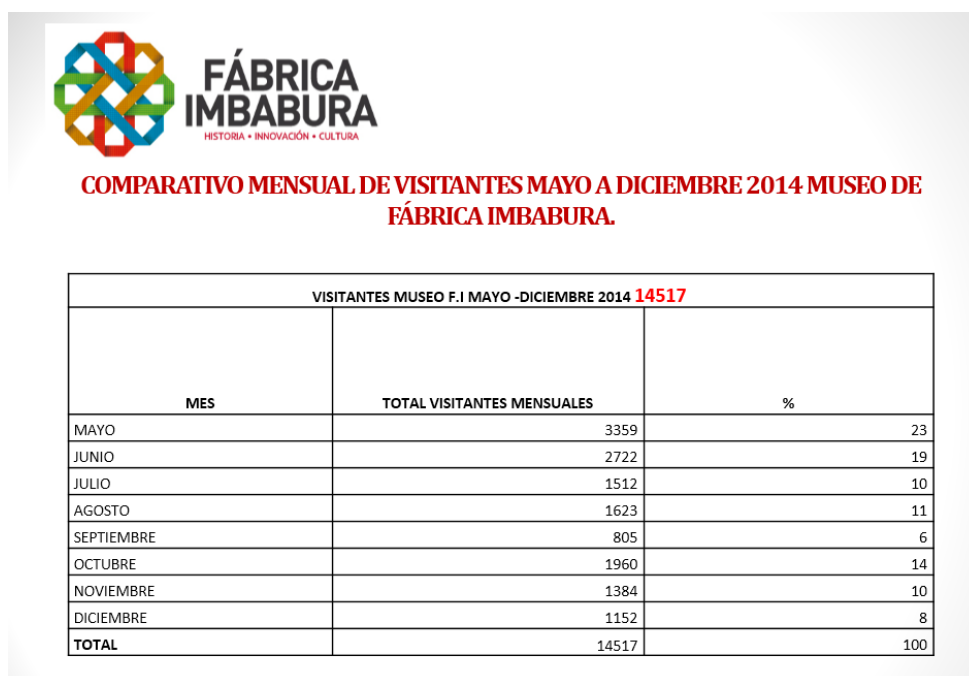 FÁBRICA
IMBABURA
HISTORIA • INNOVACIÓN • CULTURA
COMPARATIVO MENSUAL DE VISITANTES MAYO A DICIEMBRE 2014 MUSEO DE
FÁBRICA IMBABURA.
VISITANTES MUSEO F.I MAYO -DICIEMBRE 2014 14517
MES TOTAL VISITANTES MENSUALES %
MAYO 3359 23
JUNIO 2722 19
JULIO 1512 10
AGOSTO 1623 11
SEPTIEMBRE 805 6
OCTUBRE 1960 14
NOVIEMBRE 1384 10
DICIEMBRE 1152 8
TOTAL 14517 100